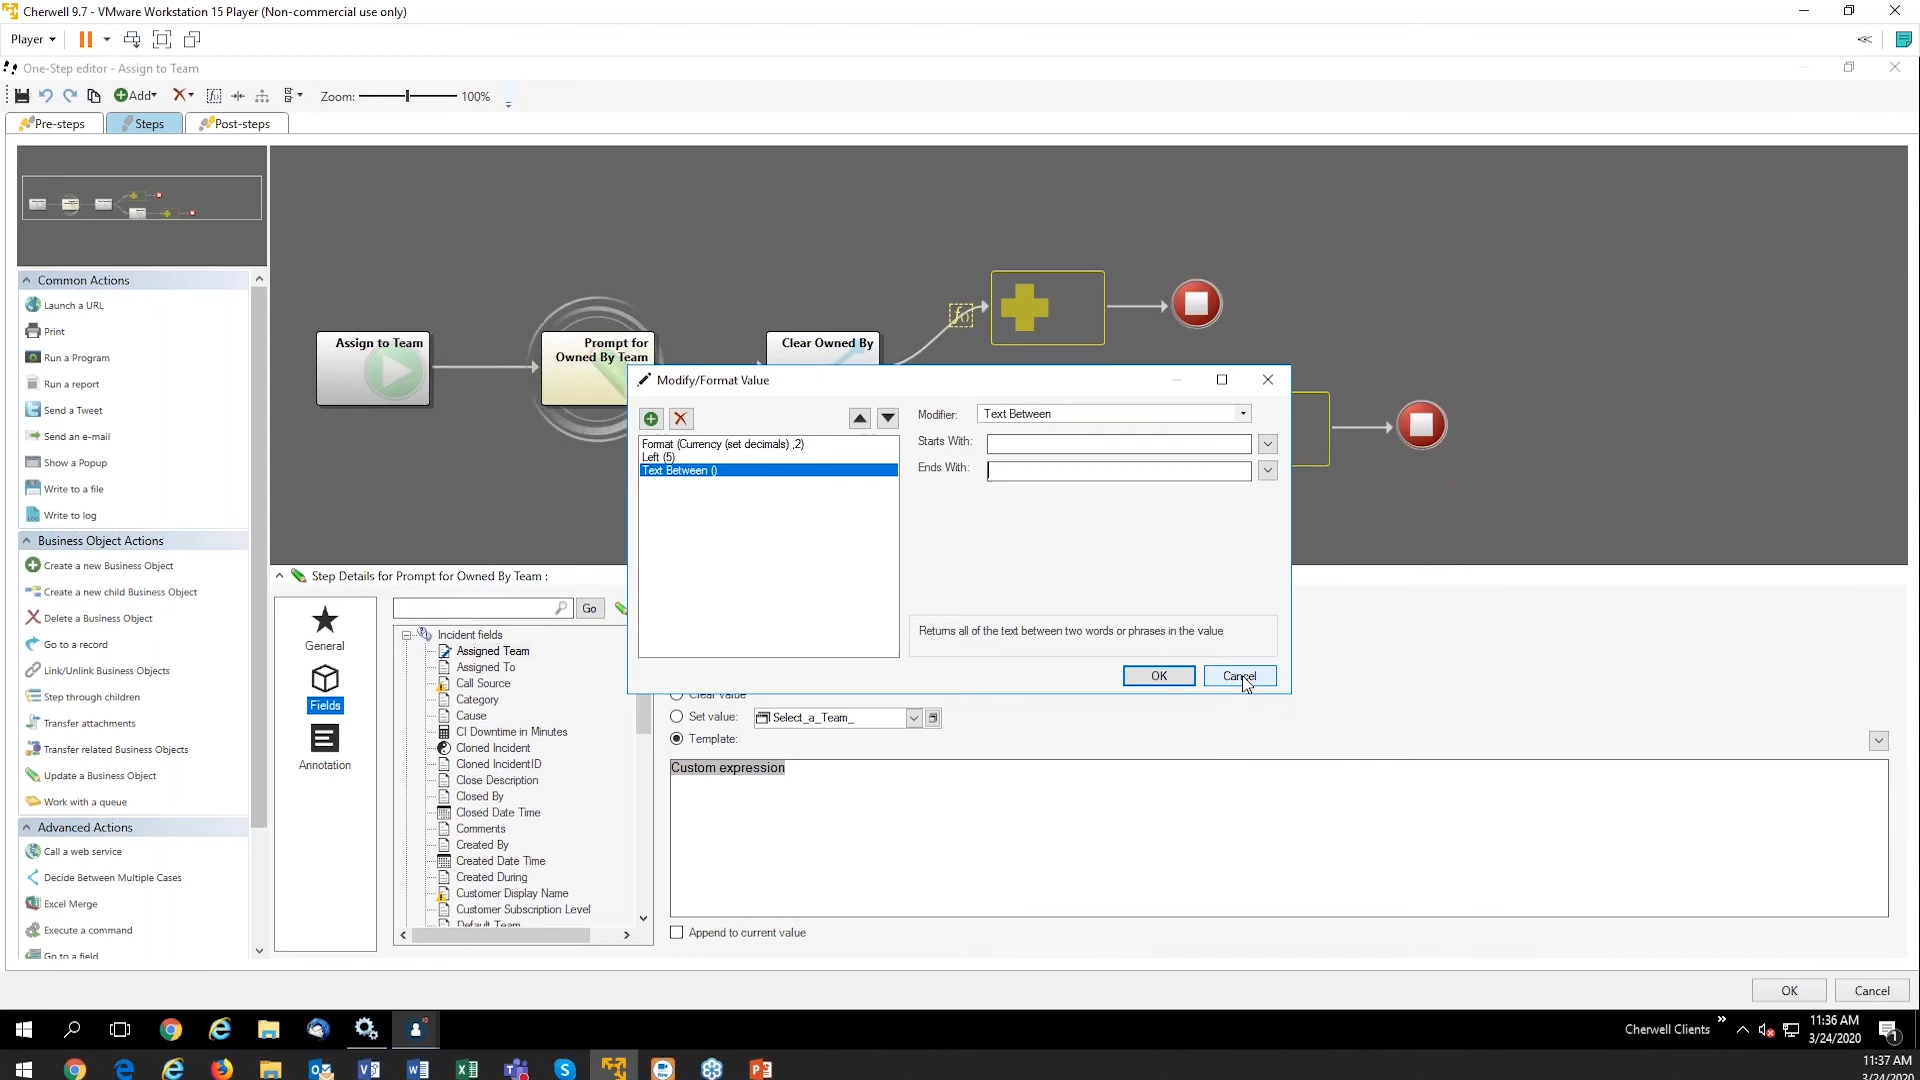 Cherwell 9.7 - VMware Workstation 15 Player (Non-commercial use only)
Player
One-Step editor - Assign to Team
Add
Zoom:
100%
Pre-steps
Steps
Post-steps
Common Actions
Launch a URL
Print
Run a Program
Run a report
Send a Tweet
Send an e-mail
Show a Popup
Write to a file
Write to log
Business Object Actions
Create a new Business Object
Create a new child Business Object
Delete a Business Object
Go to a record
Link/Unlink Business Objects
Step through children
Transfer attachments
Transfer related Business Objects
Update a Business Object
Work with a queue
Advanced Actions
Call a web service
Decide Between Multiple Cases
Excel Merge
Execute a command
Go to a field
Assign to Team
Prompt for
Owned By Team
Clear Owned By
Step Details for Prompt for Owned By Team :
General
Fields
Annotation
Go
Incident fields
Assigned Team
Assigned To
Call Source
Category
Cause
CI Downtime in Minutes
Cloned Incident
Cloned IncidentID
Close Description
Closed By
Closed Date Time
Comments
Created By
Created Date Time
Created During
Customer Display Name
Customer Subscription Level
Default Team
Modify/Format Value
Format (Currency (set decimals) ,2)
Left (5)
Text Between ()
Modifier:
Text Between
Starts With:
Ends With:
Returns all of the text between two words or phrases in the value
OK
Cancel
Clear value
Set value:
Select_a_Team_
Template:
Custom expression
Append to current value
OK
Cancel
Cherwell Clients
11:36 AM
3/24/2020
1
11:37 AM
3/24/2020